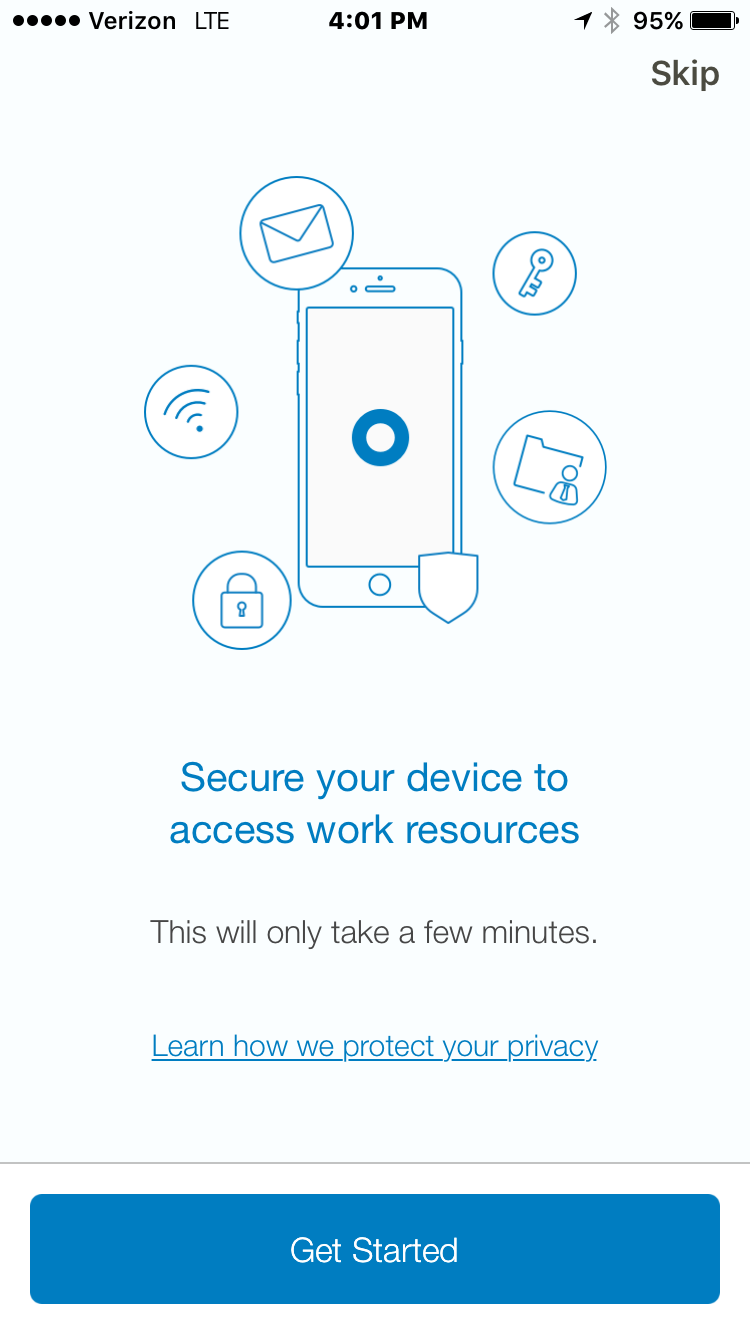 ●●●●● Verizon LTE 4:01 PM 95%
Skip
Secure your device to
access work resources
This will only take a few minutes.
Learn how we protect your privacy
Get Started